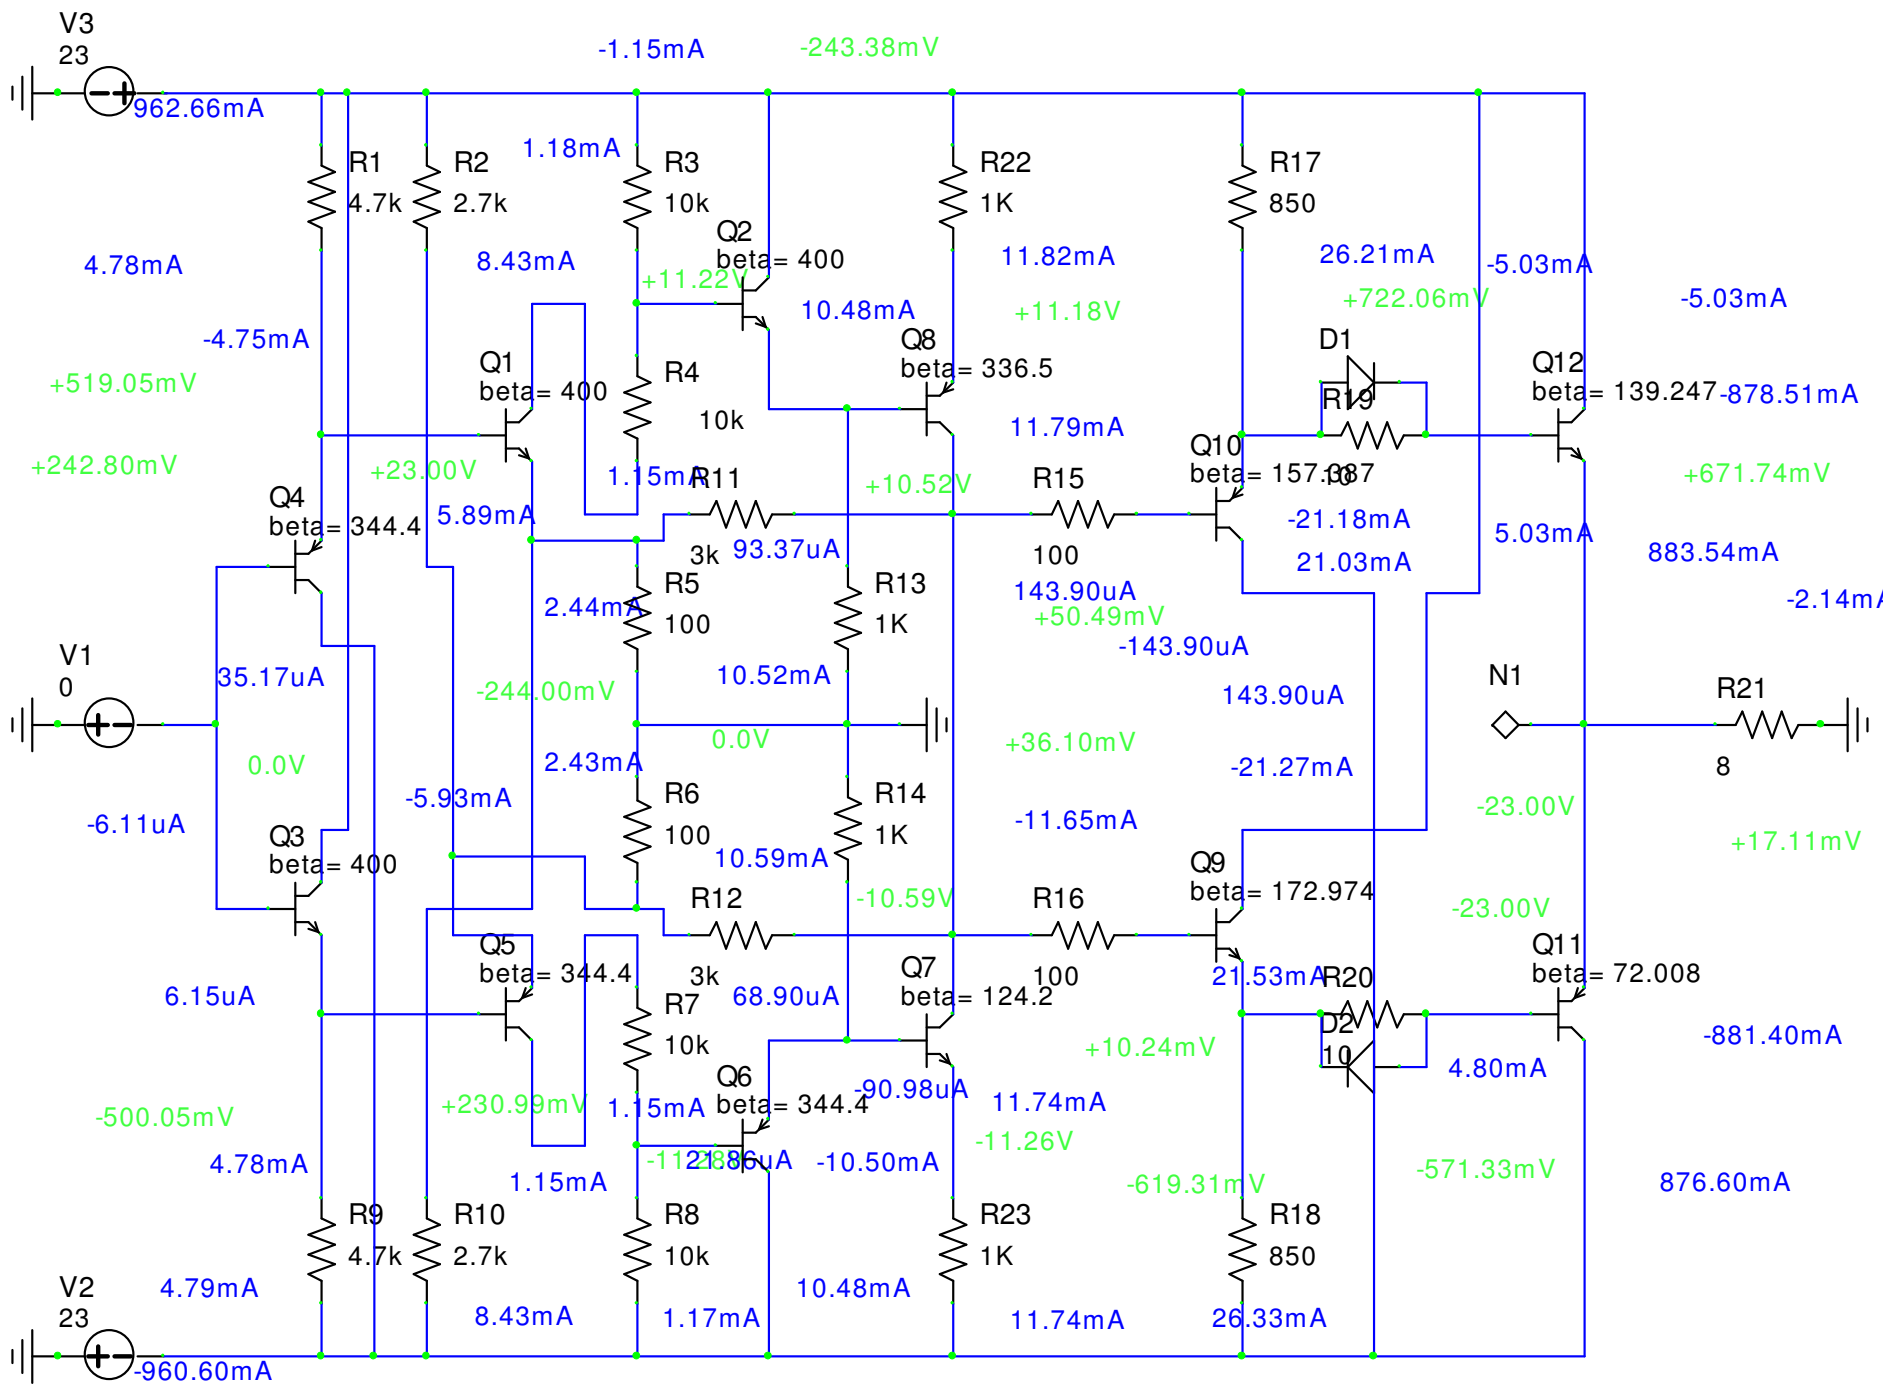 V3
23
-1.15mA
-243.38mV
962.66mA
R1
4.7k
R2
2.7k
1.18mA
R3
10k
R22
1K
R17
850
Q2
beta= 400
4.78mA
8.43mA
+11.22V
10.48mA
11.82mA
+11.18V
26.21mA
-5.03mA
+722.06mV
-5.03mA
-4.75mA
+519.05mV
Q1
beta= 400
R4
10k
Q8
beta= 336.5
D1
R19
10
Q12
beta= 139.247
-878.51mA
11.79mA
+242.80mV
+23.00V
1.15mA
R11
3k
+10.52V
R15
100
Q10
beta= 157.387
+671.74mV
Q4
beta= 344.4
5.89mA
93.37uA
-21.18mA
21.03mA
5.03mA
883.54mA
2.44mA
R5
100
R13
1K
143.90uA
+50.49mV
-143.90uA
-2.14mA
V1
0
35.17uA
-244.00mV
10.52mA
143.90uA
N1
R21
8
0.0V
0.0V
+36.10mV
2.43mA
-21.27mA
-5.93mA
R6
100
R14
1K
-11.65mA
-23.00V
+17.11mV
-6.11uA
Q3
beta= 400
10.59mA
Q9
beta= 172.974
R12
3k
-10.59V
R16
100
-23.00V
Q5
beta= 344.4
Q7
beta= 124.2
Q11
beta= 72.008
6.15uA
68.90uA
21.53mA
R20
D2
10
R7
10k
+10.24mV
4.80mA
-881.40mA
Q6
beta= 344.4
-90.98uA
11.74mA
-500.05mV
+230.99mV
1.15mA
-11.26V
4.78mA
1.15mA
21.86uA
-10.50mA
-619.31mV
-571.33mV
876.60mA
R9
4.7k
R10
2.7k
R8
10k
R23
1K
R18
850
V2
23
4.79mA
10.48mA
8.43mA
1.17mA
11.74mA
26.33mA
-960.60mA